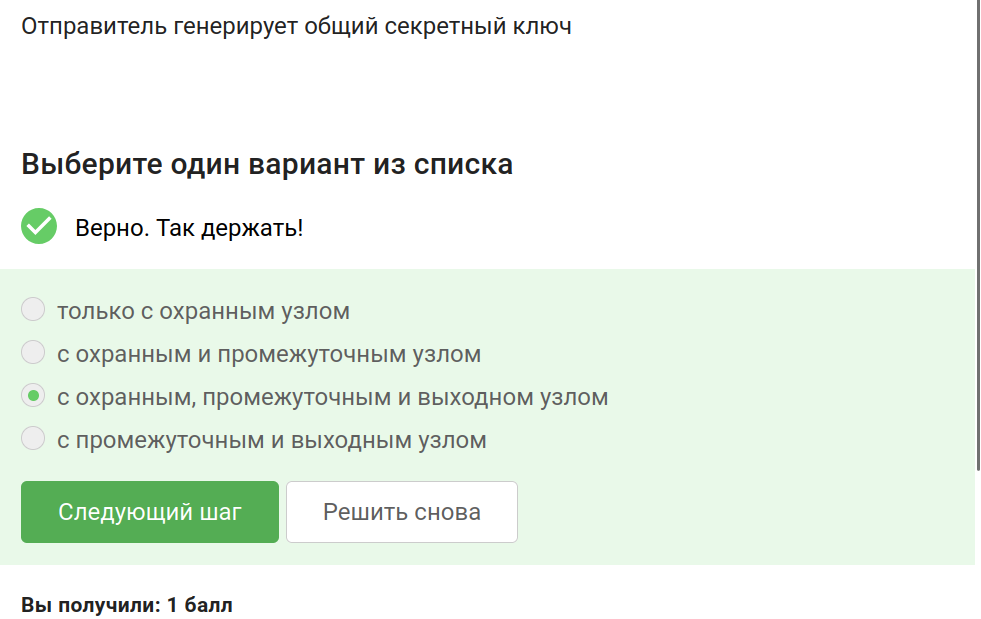 Отправитель генерирует общий секретный ключ
Выберите один вариант из списка
Верно. Так держать!
только с охранным узлом
с охранным и промежуточным узлом
с охранным, промежуточным и выходном узлом
с промежуточным и выходным узлом
Следующий шаг
Решить снова
Вы получили: 1 балл